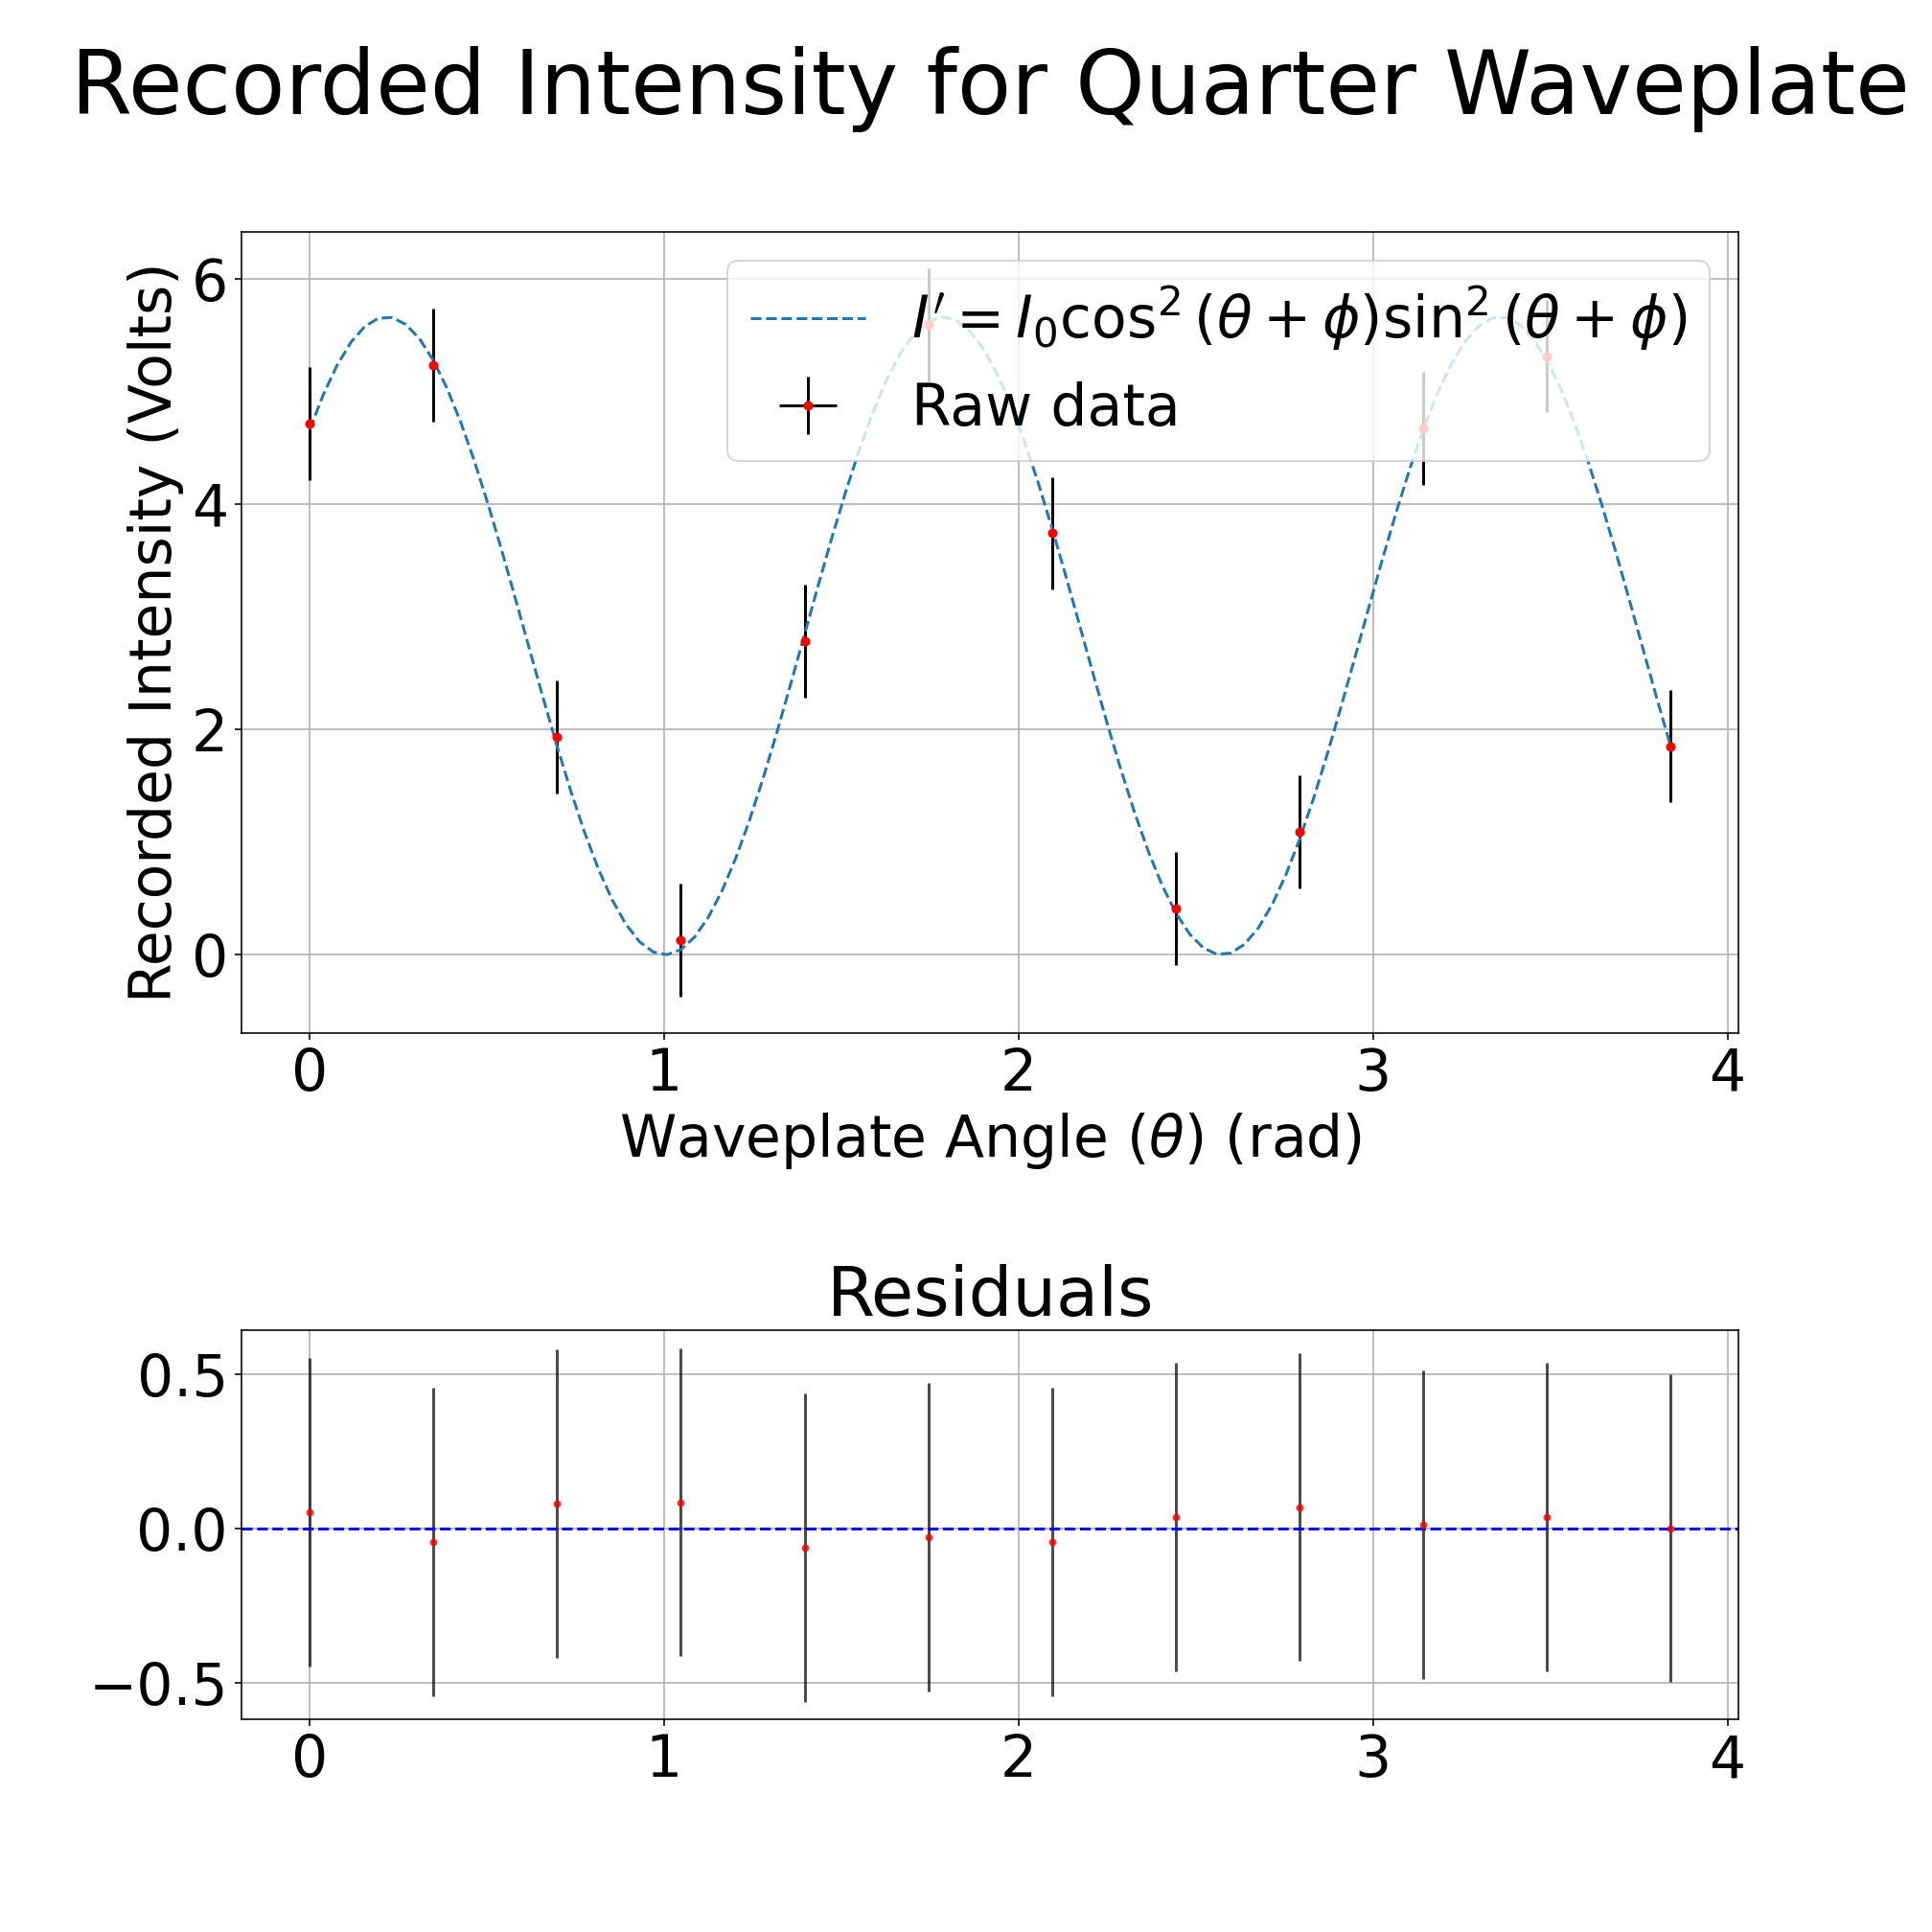 Recorded Intensity for Quarter Waveplate
Recorded Intensity (Volts)
6
4
2
0
I′ = I₀cos² (θ + ϕ)sin² (θ + ϕ)
Raw data
0 1 2 3 4
Waveplate Angle (θ) (rad)
Residuals
0.5
0.0
−0.5
0 1 2 3 4